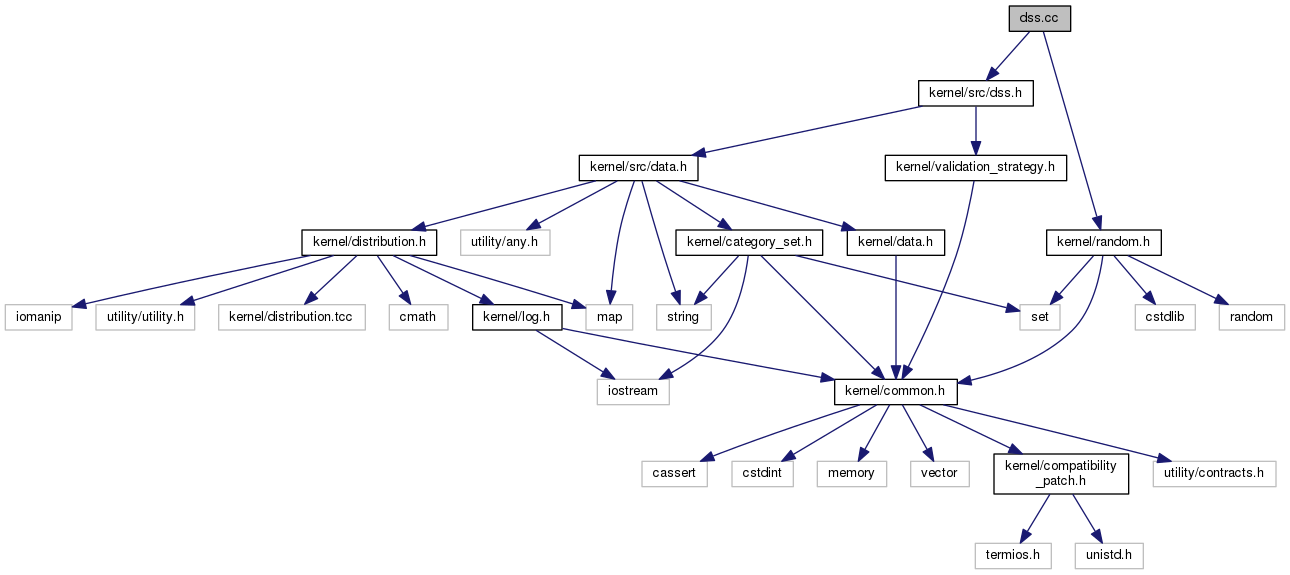 dss.cc
kernel/src/dss.h
kernel/src/data.h
kernel/validation_strategy.h
kernel/distribution.h
utility/any.h
kernel/category_set.h
kernel/data.h
kernel/random.h
iomanip
utility/utility.h
kernel/distribution.tcc
cmath
kernel/log.h
map
string
set
cstdlib
random
iostream
kernel/common.h
cassert
cstdint
memory
vector
kernel/compatibility
_patch.h
utility/contracts.h
termios.h
unistd.h